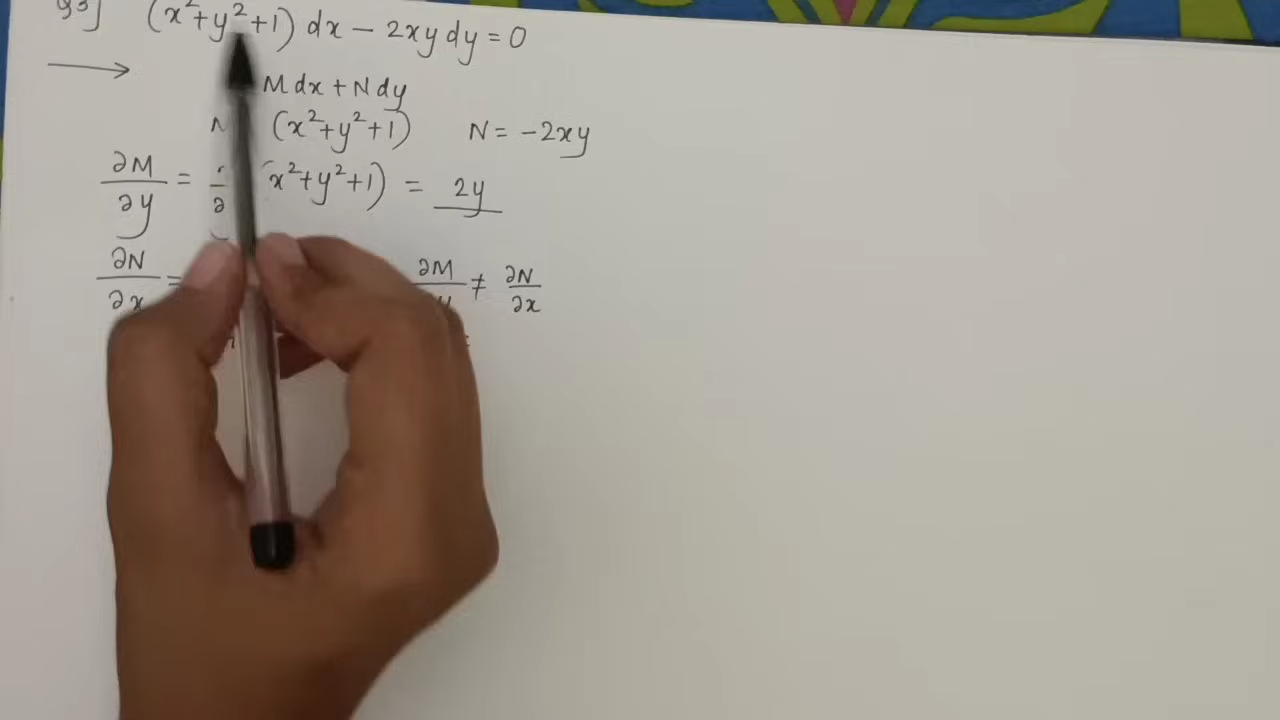 (x²+y²+1) dx - 2xy dy = 0
M dx + N dy
(x²+y²+1) N = -2xy
∂M/∂y = (x²+y²+1) = 2y
∂N/∂x = ∂M ≠ ∂N/∂x